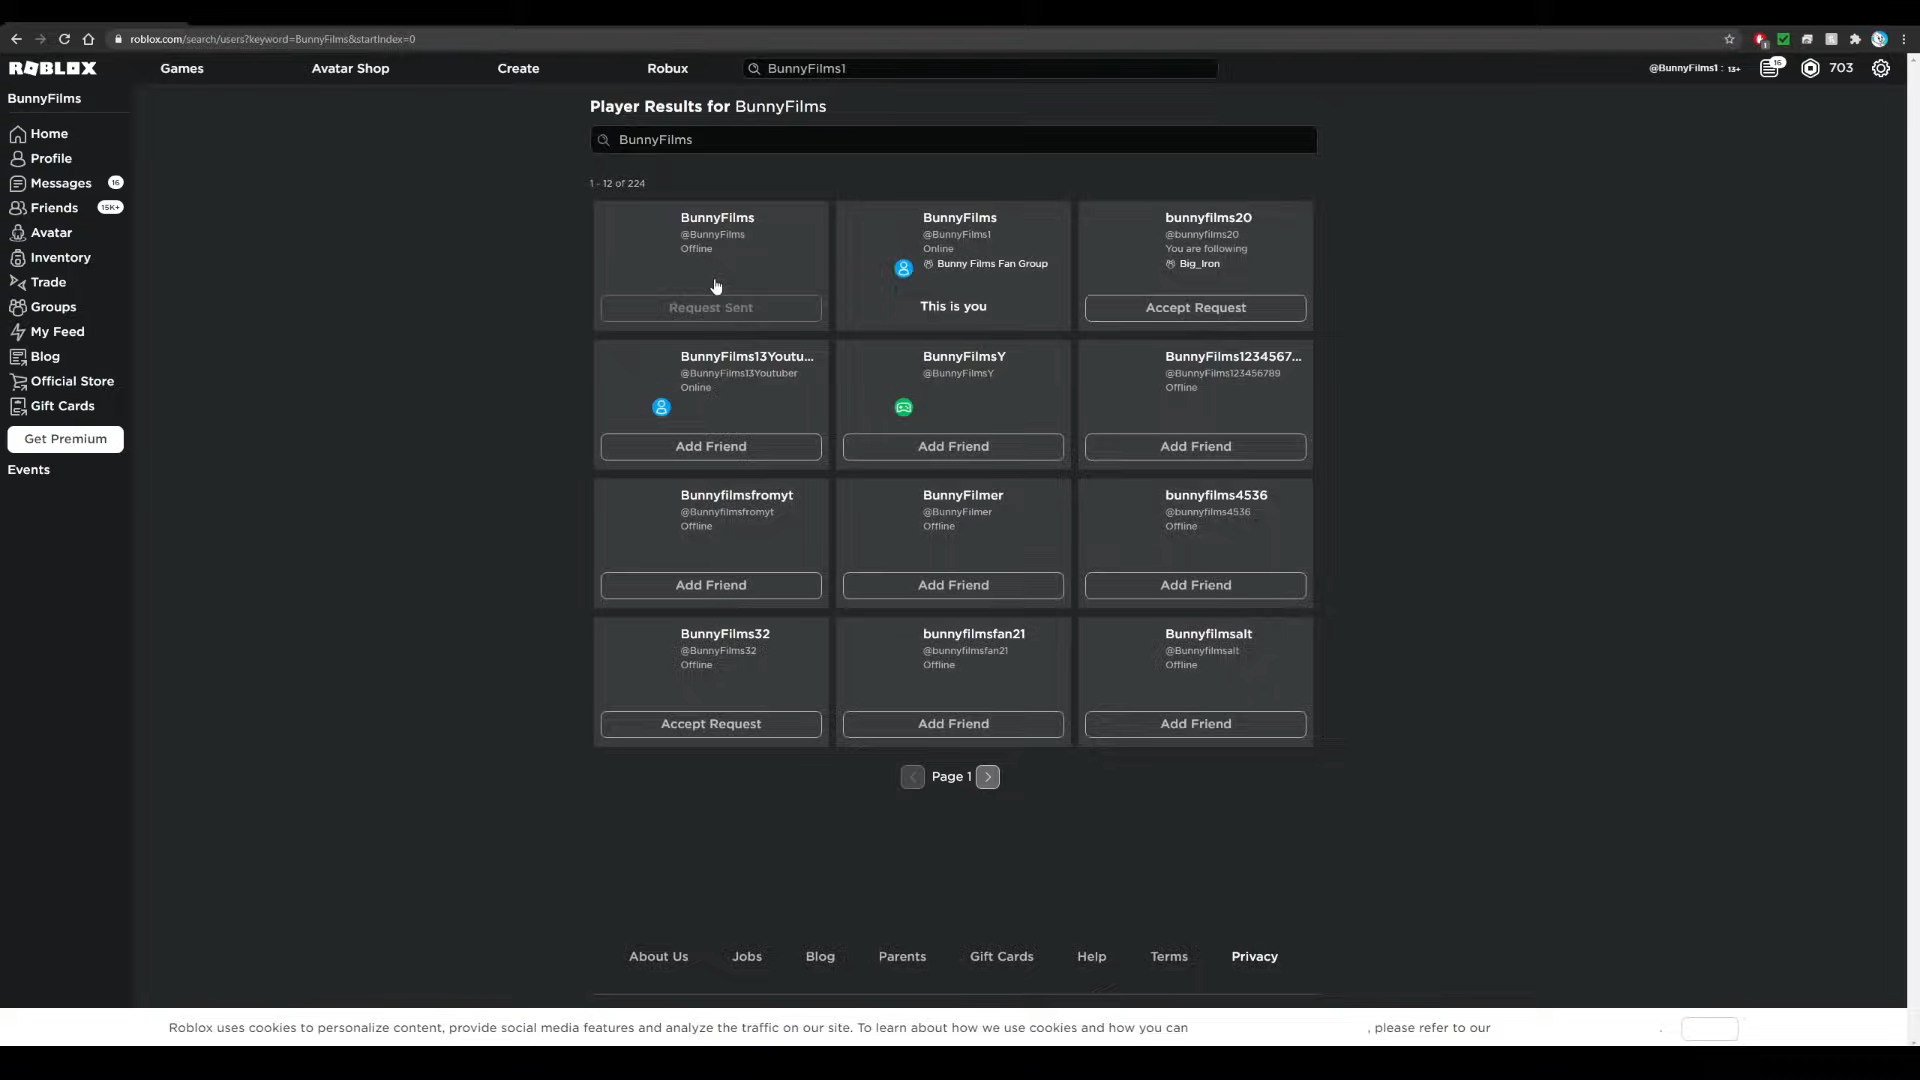 roblox.com/search/users?keyword=BunnyFilms&startIndex=0
ROBLOX
Games
Avatar Shop
Create
Robux
BunnyFilms1
@BunnyFilms1 : 13+
16
703
BunnyFilms
Home
Profile
Messages 16
Friends 15K+
Avatar
Inventory
Trade
Groups
My Feed
Blog
Official Store
Gift Cards
Get Premium
Events
Player Results for BunnyFilms
BunnyFilms
1 - 12 of 224
BunnyFilms
@BunnyFilms
Offline
Request Sent
BunnyFilms
@BunnyFilms1
Online
Bunny Films Fan Group
This is you
bunnyfilms20
@bunnyfilms20
You are following
Big_Iron
Accept Request
BunnyFilms13Youtu...
@BunnyFilms13Youtuber
Online
Add Friend
BunnyFilmsY
@BunnyFilmsY
Add Friend
BunnyFilms1234567...
@BunnyFilms123456789
Offline
Add Friend
Bunnyfilmsfromyt
@Bunnyfilmsfromyt
Offline
Add Friend
BunnyFilmer
@BunnyFilmer
Offline
Add Friend
bunnyfilms4536
@bunnyfilms4536
Offline
Add Friend
BunnyFilms32
@BunnyFilms32
Offline
Accept Request
bunnyfilmsfan21
@bunnyfilmsfan21
Offline
Add Friend
Bunnyfilmsalt
@Bunnyfilmsalt
Offline
Add Friend
Page 1
About Us
Jobs
Blog
Parents
Gift Cards
Help
Terms
Privacy
Roblox uses cookies to personalize content, provide social media features and analyze the traffic on our site. To learn about how we use cookies and how you can , please refer to our .